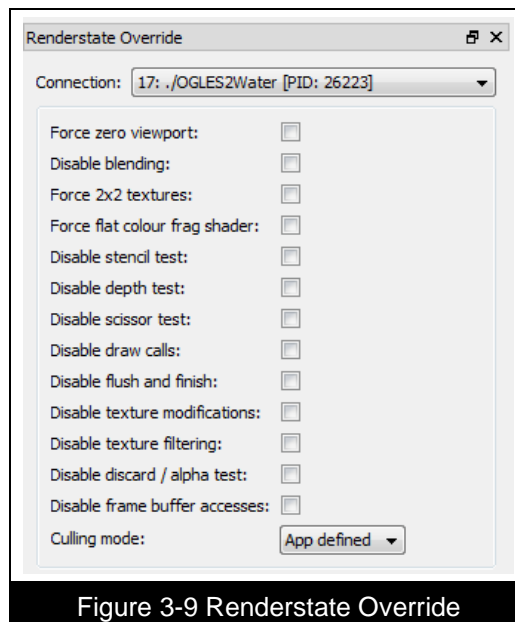 Renderstate Override
Connection: 17: ./OGLES2Water [PID: 26223]
Force zero viewport:
Disable blending:
Force 2x2 textures:
Force flat colour frag shader:
Disable stencil test:
Disable depth test:
Disable scissor test:
Disable draw calls:
Disable flush and finish:
Disable texture modifications:
Disable texture filtering:
Disable discard / alpha test:
Disable frame buffer accesses:
Culling mode: App defined
Figure 3-9 Renderstate Override